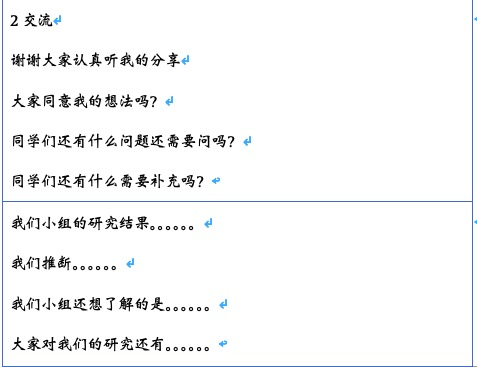 2 交流
谢谢大家认真听我的分享
大家同意我的想法吗?
同学们还有什么问题还需要问吗?
同学们还有什么需要补充吗?
我们小组的研究结果。。。。。。
我们推断。。。。。。
我们小组还想了解的是。。。。。。
大家对我们的研究还有。。。。。。